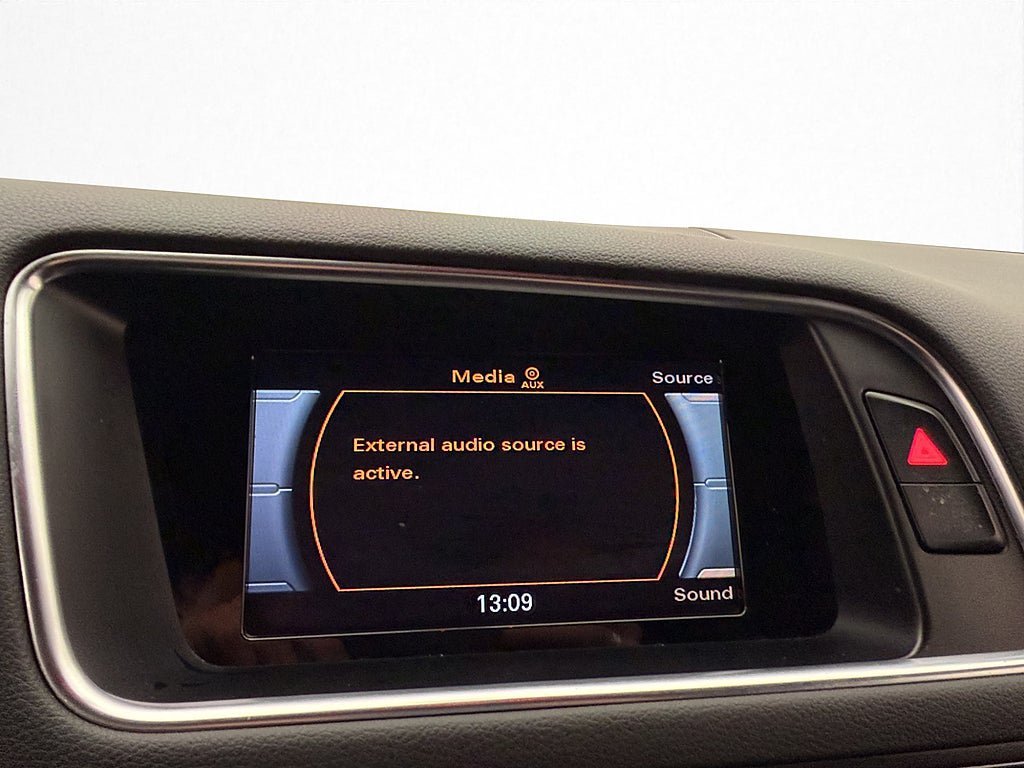 Media AUX Source
External audio source is
active.
13:09
Sound